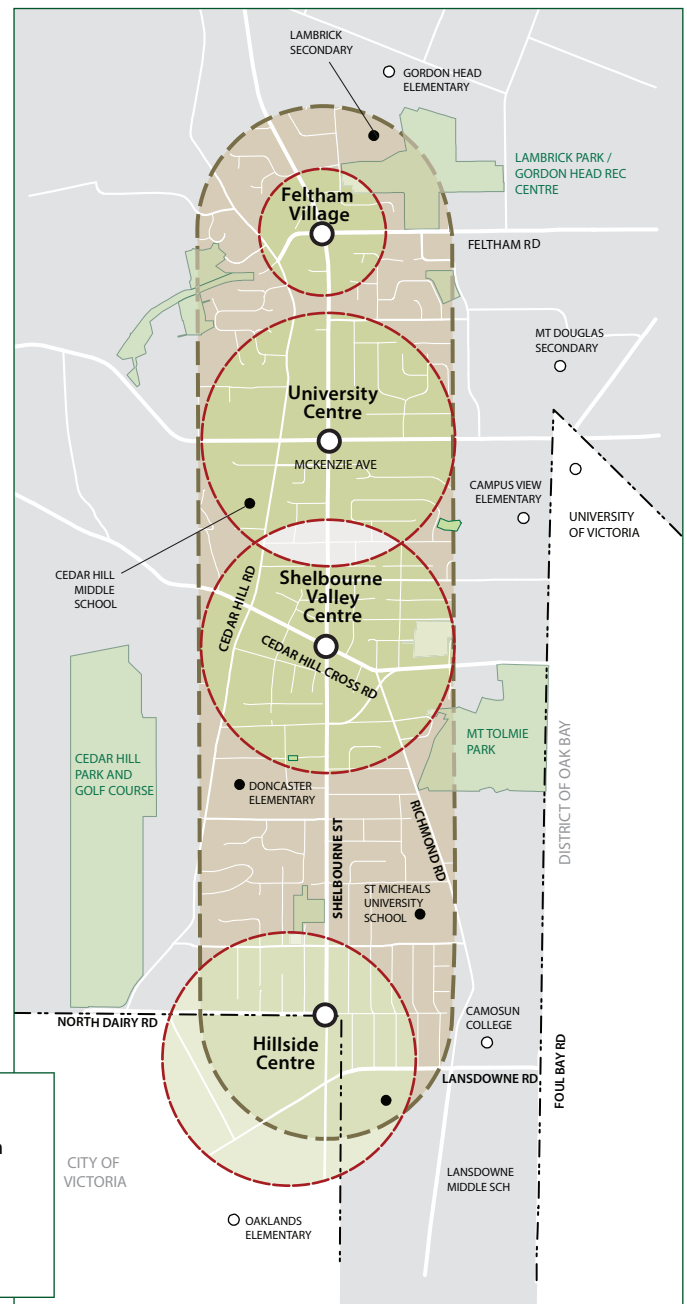 LAMBRICK
SECONDARY
GORDON HEAD
ELEMENTARY
LAMBRICK PARK /
GORDON HEAD REC
CENTRE
Feltham
Village
FELTHAM RD
MT DOUGLAS
SECONDARY
University
Centre
MCKENZIE AVE
CAMPUS VIEW
ELEMENTARY
UNIVERSITY
OF VICTORIA
CEDAR HILL
MIDDLE
SCHOOL
CEDAR HILL RD
Shelbourne
Valley
Centre
CEDAR HILL CROSS RD
CEDAR HILL
PARK AND
GOLF COURSE
MT TOLMIE
PARK
DISTRICT OF OAK BAY
DONCASTER
ELEMENTARY
SHELBOURNE ST
RICHMOND RD
ST MICHEALS
UNIVERSITY
SCHOOL
NORTH DAIRY RD
Hillside
Centre
CAMOSUN
COLLEGE
LANSDOWNE RD
FOUL BAY RD
CITY OF
VICTORIA
LANSDOWNE
MIDDLE SCH
OAKLANDS
ELEMENTARY